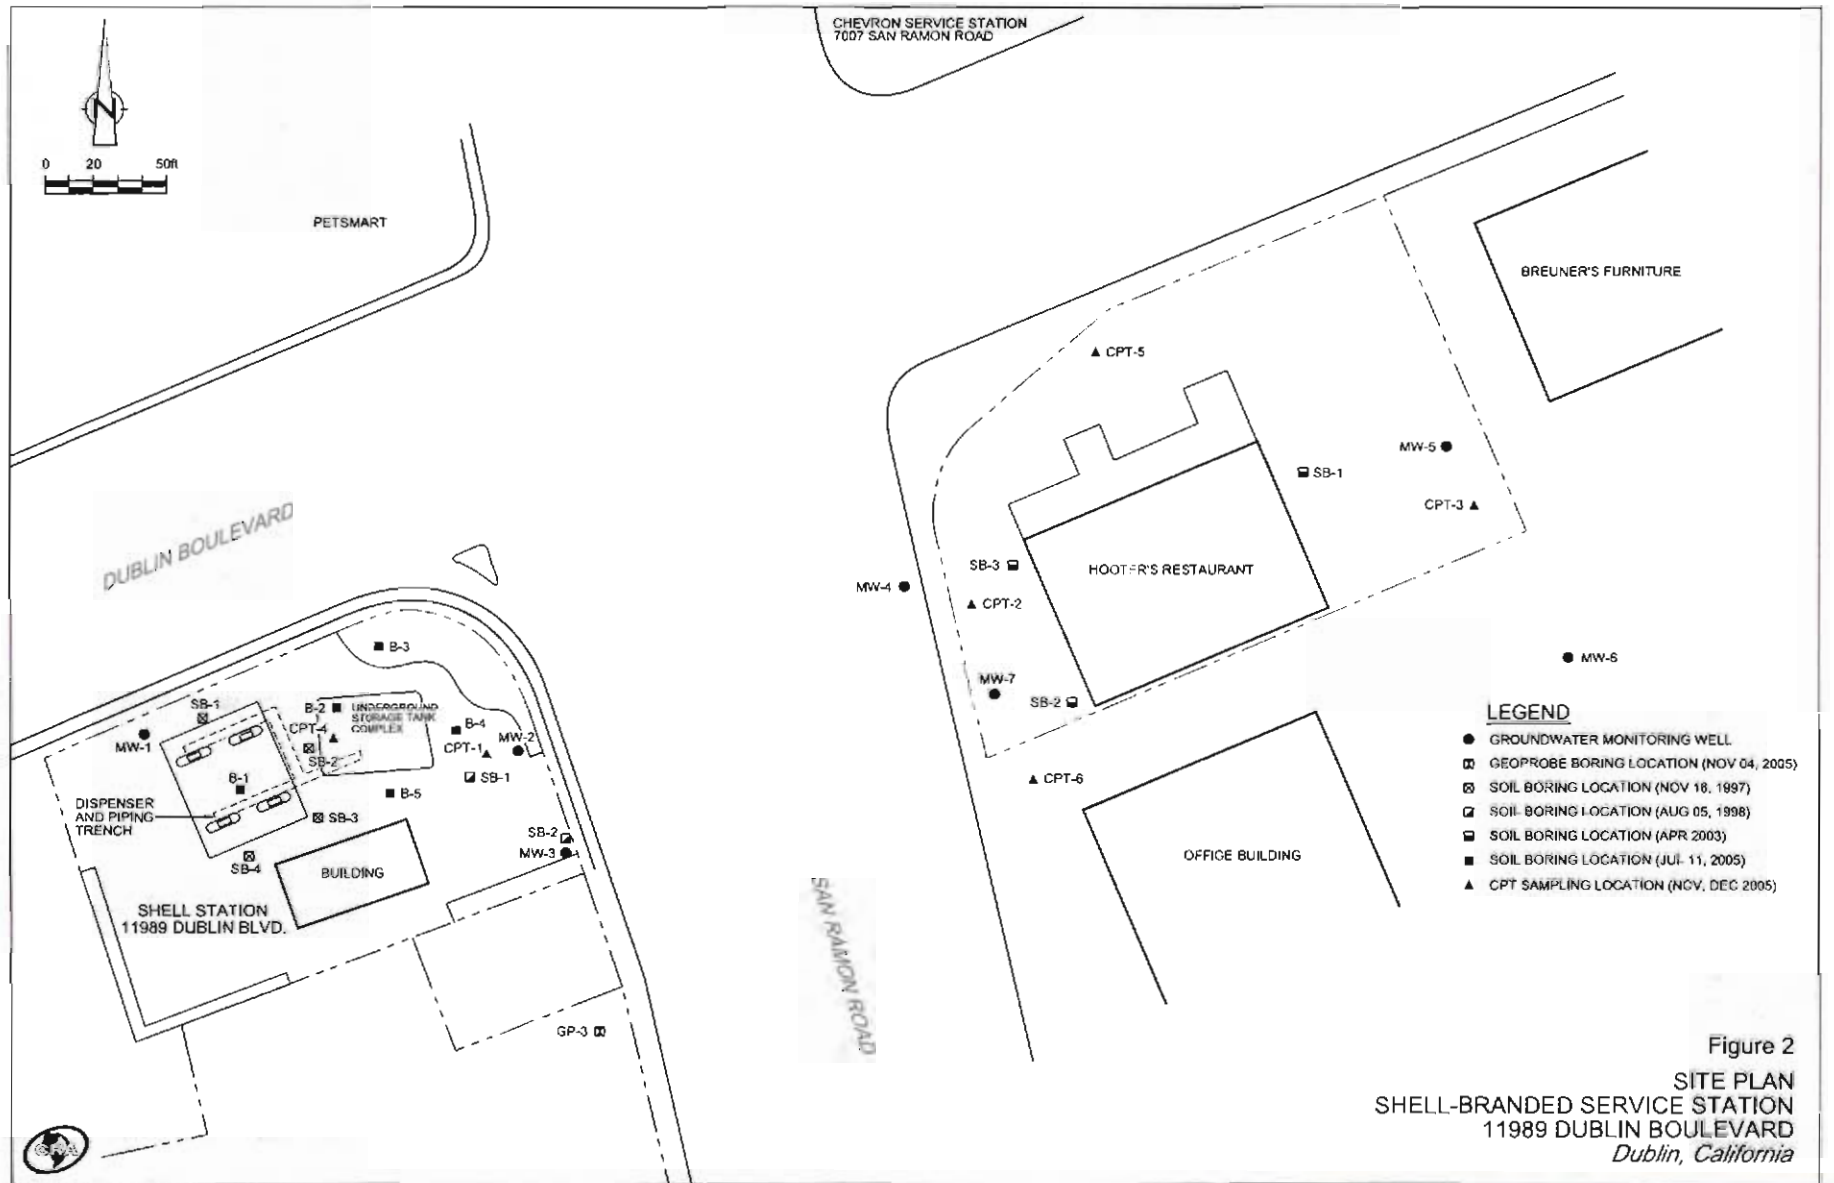 CHEVRON SERVICE STATION
7007 SAN RAMON ROAD
N
0 20 50ft
PETSMART
BREUNER'S FURNITURE
CPT-5
MW-5
SB-1
CPT-3
DUBLIN BOULEVARD
SB-3
HOOTER'S RESTAURANT
MW-4
CPT-2
B-3
MW-6
MW-7
SB-2
SB-1
B-2
UNDERGROUND
STORAGE TANK
COMPLEX
B-4
CPT-4
MW-1
MW-2
CPT-1
SB-2
SB-1
B-1
CPT-6
B-5
DISPENSER
AND PIPING
TRENCH
SB-3
SB-2
MW-3
SB-4
BUILDING
OFFICE BUILDING
SHELL STATION
11989 DUBLIN BLVD.
SAN RAMON ROAD
GP-3
LEGEND
GROUNDWATER MONITORING WELL
GEOPROBE BORING LOCATION (NOV 04, 2005)
SOIL BORING LOCATION (NOV 16, 1997)
SOIL BORING LOCATION (AUG 05, 1998)
SOIL BORING LOCATION (APR 2003)
SOIL BORING LOCATION (JUL 11, 2005)
CPT SAMPLING LOCATION (NOV, DEC 2005)
Figure 2
SITE PLAN
SHELL-BRANDED SERVICE STATION
11989 DUBLIN BOULEVARD
Dublin, California
CRA